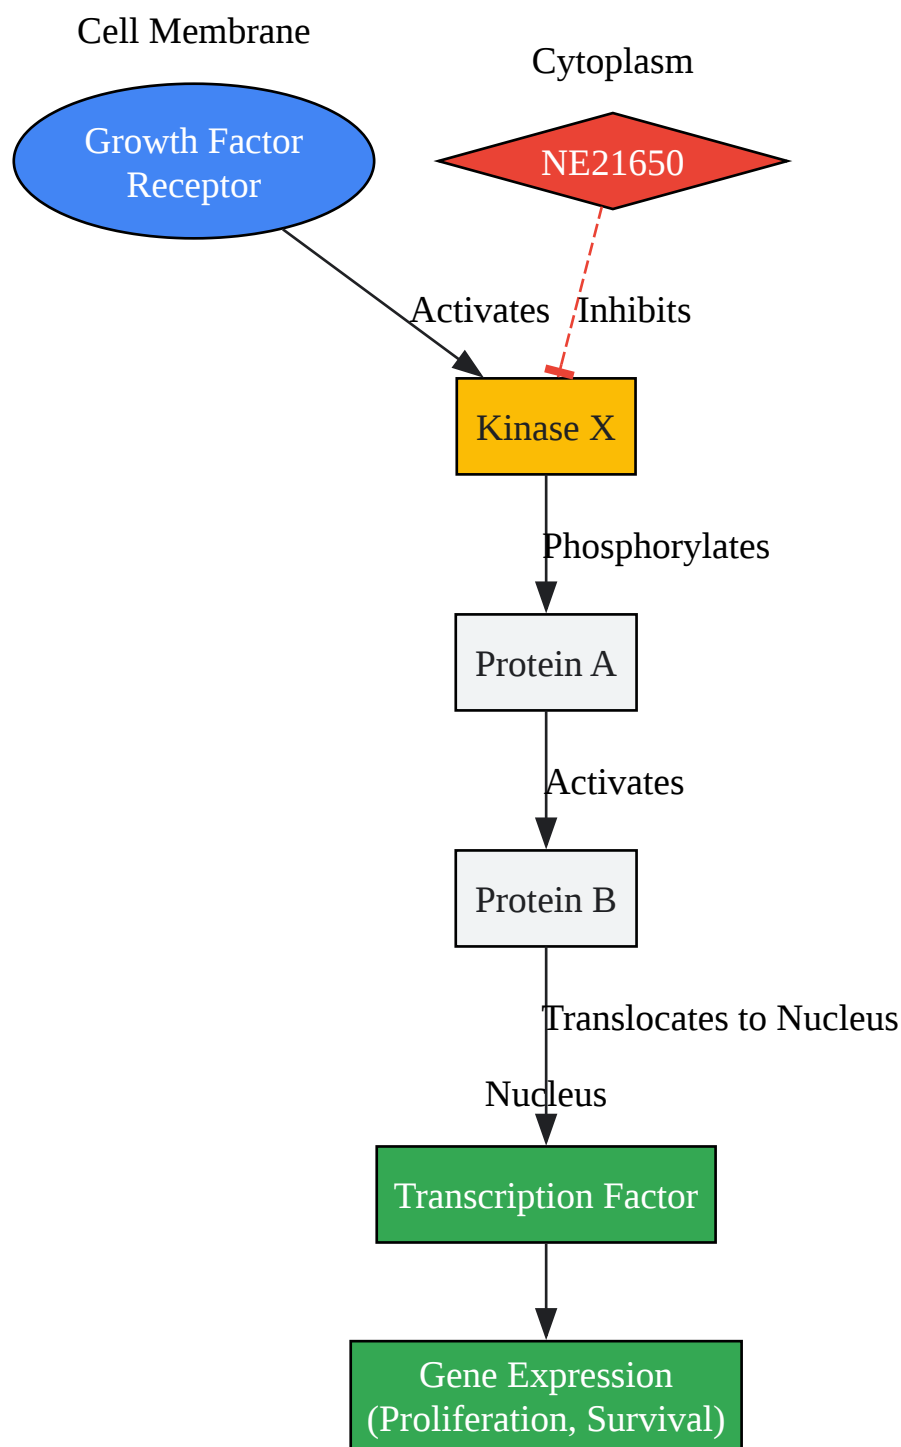 Cell Membrane
Cytoplasm
Growth Factor
Receptor
NE21650
Activates
Inhibits
Kinase X
Phosphorylates
Protein A
Activates
Protein B
Translocates to Nucleus
Nucleus
Transcription Factor
Gene Expression
(Proliferation, Survival)